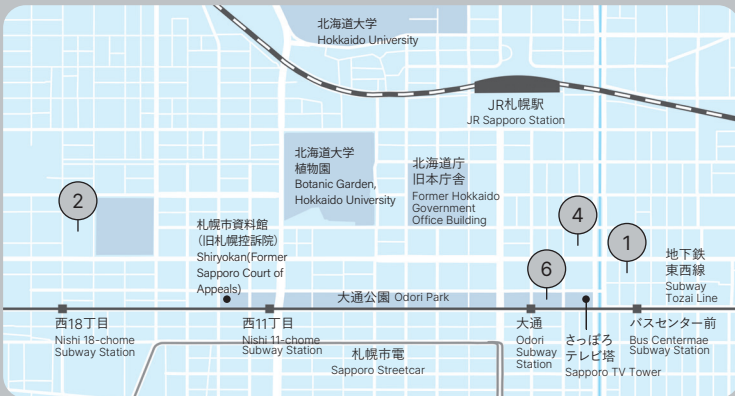 北海道大学
Hokkaido University
JR札幌駅
JR Sapporo Station
北海道大学
植物園
Botanic Garden,
Hokkaido University
北海道庁
旧本庁舎
Former Hokkaido
Government
Office Building
2
札幌市資料館
（旧札幌控訴院）
Shiryokan(Former
Sapporo Court of
Appeals)
4
1
6
地下鉄
東西線
Subway
Tozai Line
大通公園 Odori Park
西18丁目
Nishi 18-chome
Subway Station
西11丁目
Nishi 11-chome
Subway Station
札幌市電
Sapporo Streetcar
大通
Odori
Subway
Station
さっぽろ
テレビ塔
Sapporo TV Tower
バスセンター前
Bus Centermae
Subway Station